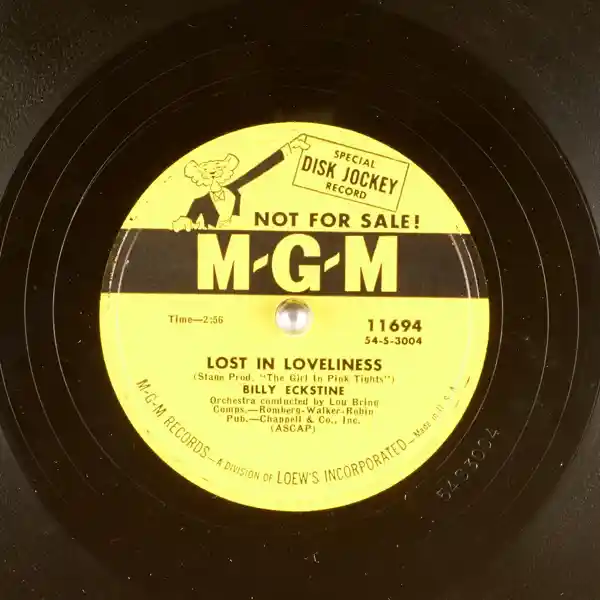 SPECIAL
DISK JOCKEY
RECORD
NOT FOR SALE!
M-G-M
Time—2:56
11694
54-S-3004
LOST IN LOVELINESS
(Stage Prod. "The Girl In Pink Tights")
BILLY ECKSTINE
Orchestra conducted by Lou Bring
Comps.—Romberg-Walker-Robin
Pub.—Chappell & Co., Inc.
(ASCAP)
M-G-M RECORDS—A DIVISION OF LOEW'S INCORPORATED—Made in U.S.A.
54S3004